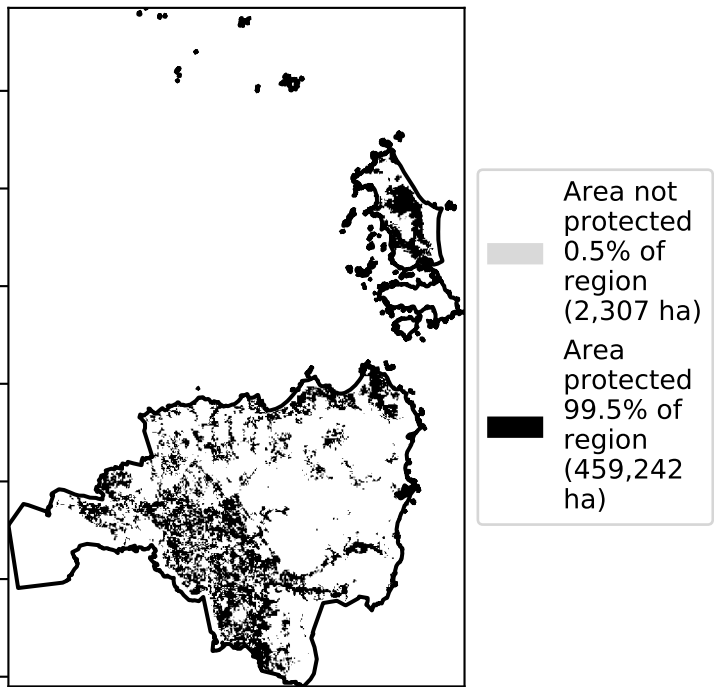 Area not
protected
0.5% of
region
(2,307 ha)
Area
protected
99.5% of
region
(459,242
ha)